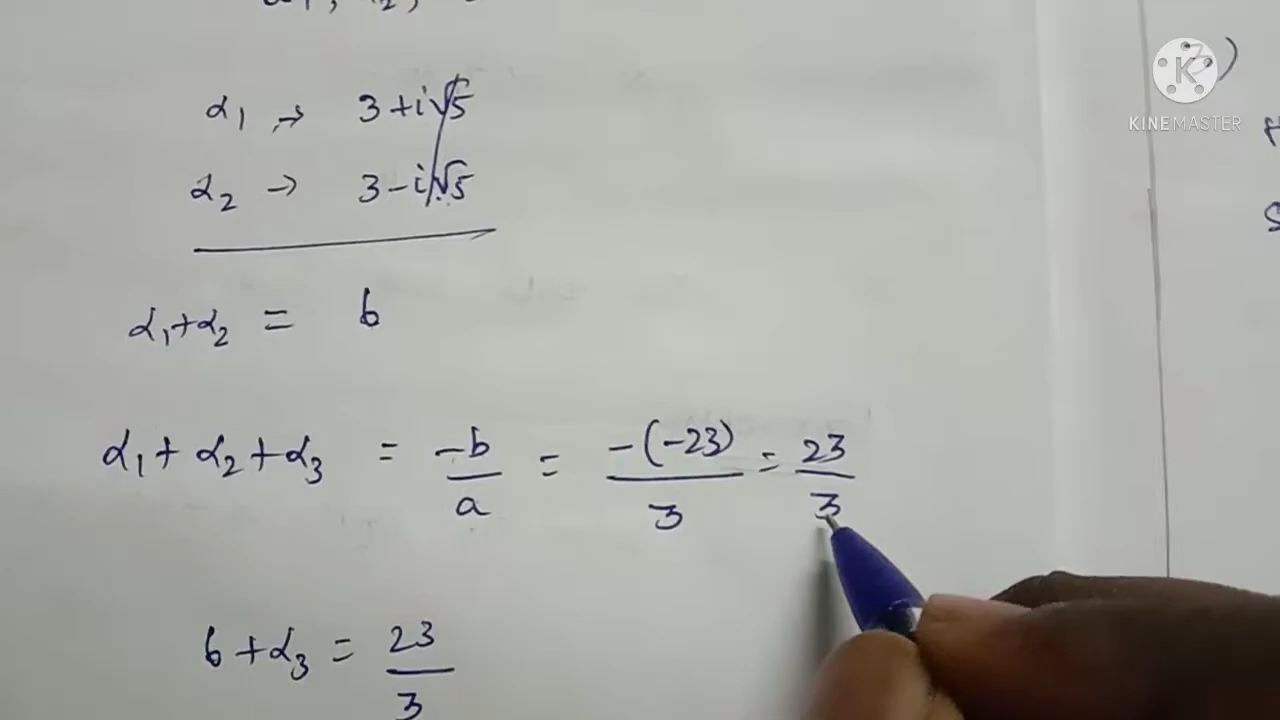 α₁ → 3+i√5
α₂ → 3-i√5
α₁+α₂ = 6
α₁+α₂+α₃ = -b/a = -(-23)/3 = 23/3
6+α₃ = 23/3
3)
KINEMASTER